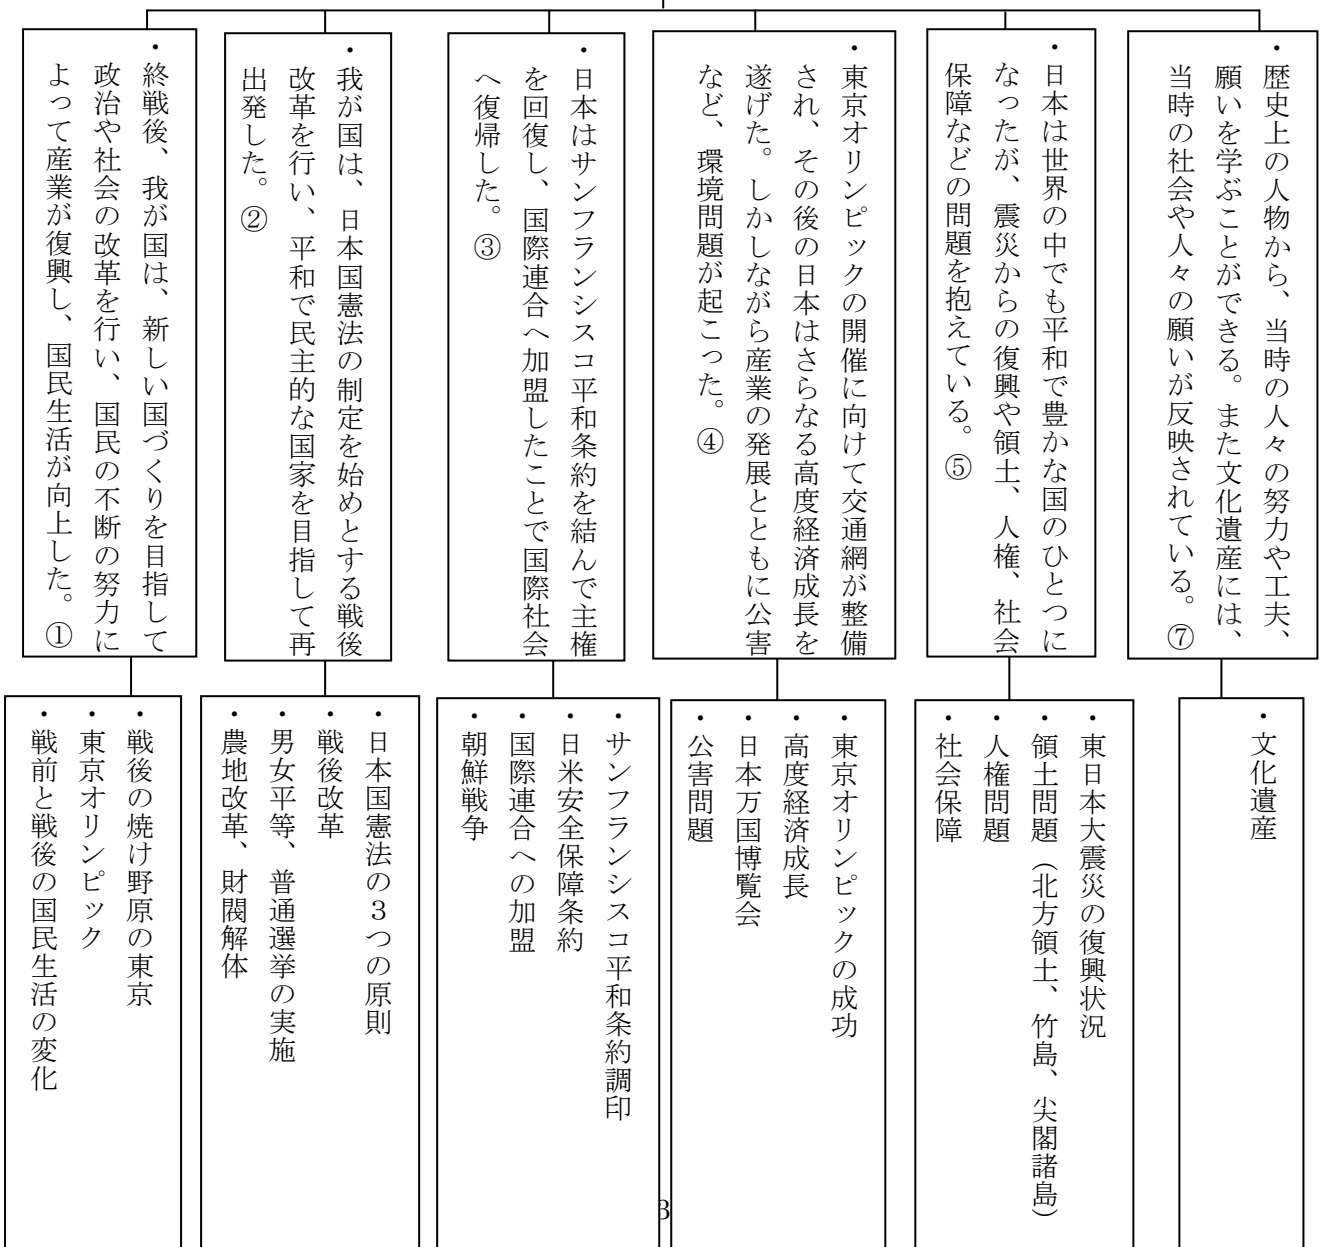 ・歴史上の人物から、当時の人々の努力や工夫、
願いを学ぶことができる。また文化遺産には、
当時の社会や人々の願いが反映されている。⑦
・日本は世界の中でも平和で豊かな国のひとつに
なったが、震災からの復興や領土、人権、社会
保障などの問題を抱えている。⑤
・東京オリンピックの開催に向けて交通網が整備
され、その後の日本はさらなる高度経済成長を
遂げた。しかしながら産業の発展とともに公害
など、環境問題が起こった。④
・日本はサンフランシスコ平和条約を結んで主権
を回復し、国際連合へ加盟したことで国際社会
へ復帰した。③
・我が国は、日本国憲法の制定を始めとする戦後
改革を行い、平和で民主的な国家を目指して再
出発した。②
・終戦後、我が国は、新しい国づくりを目指して
政治や社会の改革を行い、国民の不断の努力に
よって産業が復興し、国民生活が向上した。①
・文化遺産
・東日本大震災の復興状況
・領土問題（北方領土、竹島、尖閣諸島）
・人権問題
・社会保障
・東京オリンピックの成功
・高度経済成長
・日本万国博覧会
・公害問題
・サンフランシスコ平和条約調印
・日米安全保障条約
・国際連合への加盟
・朝鮮戦争
・日本国憲法の３つの原則
・戦後改革
・男女平等、普通選挙の実施
・農地改革、財閥解体
・戦後の焼け野原の東京
・東京オリンピック
・戦前と戦後の国民生活の変化
3